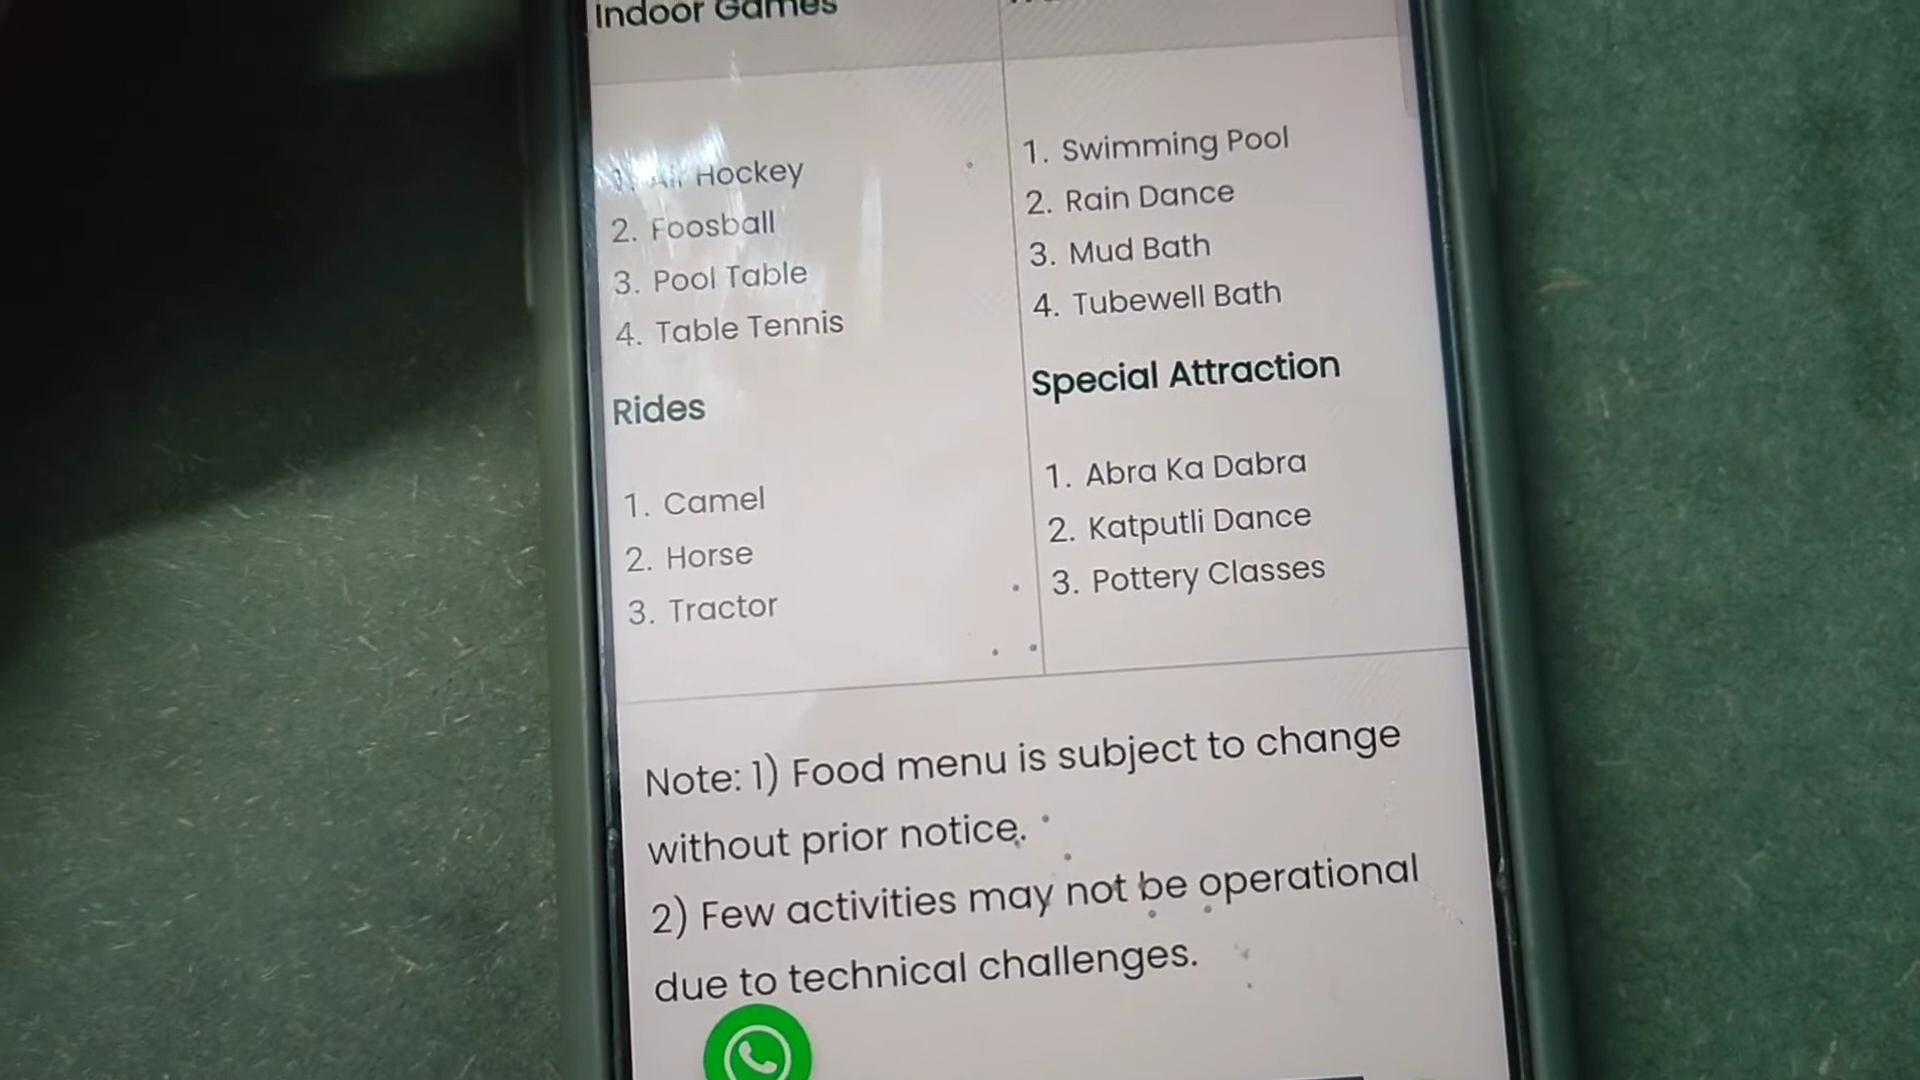 Indoor Games
1. Air Hockey
2. Foosball
3. Pool Table
4. Table Tennis
Rides
1. Camel
2. Horse
3. Tractor
1. Swimming Pool
2. Rain Dance
3. Mud Bath
4. Tubewell Bath
Special Attraction
1. Abra Ka Dabra
2. Katputli Dance
3. Pottery Classes
Note: 1) Food menu is subject to change
without prior notice.
2) Few activities may not be operational
due to technical challenges.